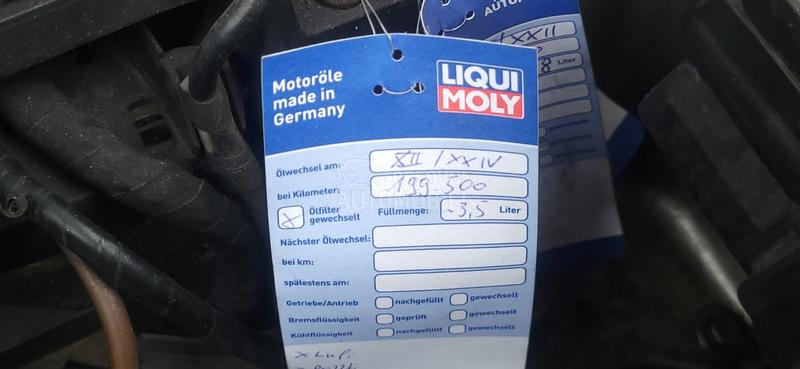 Motoröle
made in
Germany
LIQUI
MOLY
Ölwechsel am: XII / XXIV
bei Kilometer: 199 500
X Ölfilter
gewechselt
Füllmenge: ~3,5 Liter
Nächster Ölwechsel:
bei km:
spätestens am:
Getriebe/Antrieb nachgefüllt gewechselt
Bremsflüssigkeit geprüft gewechselt
Kühlflüssigkeit nachgefüllt gewechselt
/ XXII
Liter